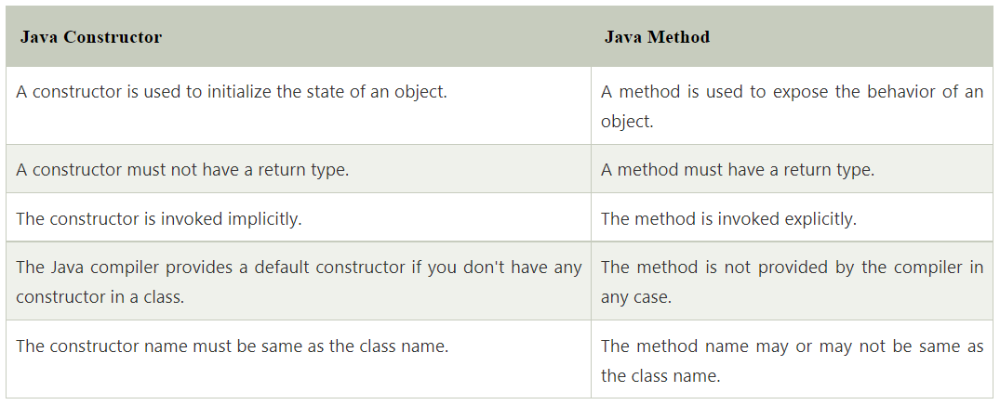 Java Constructor
Java Method
A constructor is used to initialize the state of an object.
A method is used to expose the behavior of an
object.
A constructor must not have a return type.
A method must have a return type.
The constructor is invoked implicitly.
The method is invoked explicitly.
The Java compiler provides a default constructor if you don't have any
constructor in a class.
The method is not provided by the compiler in
any case.
The constructor name must be same as the class name.
The method name may or may not be same as
the class name.